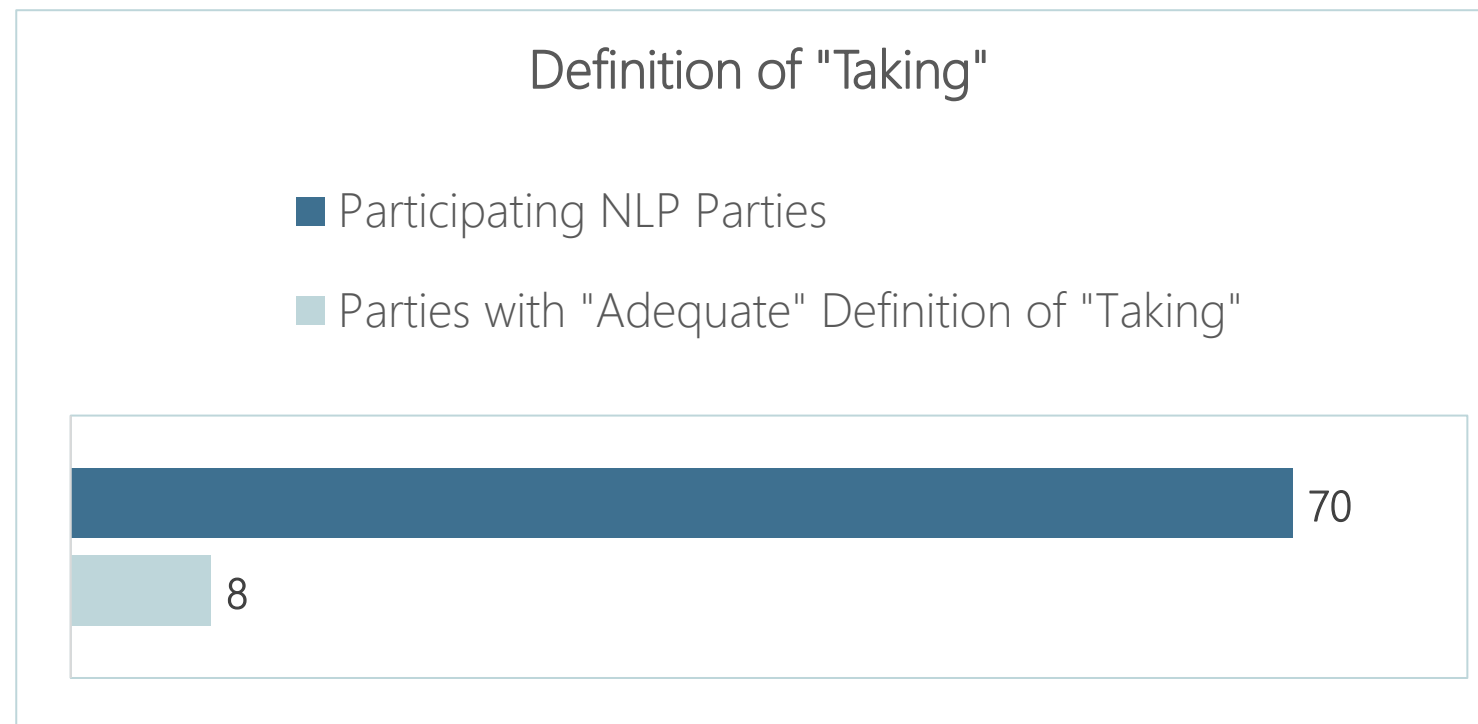 Definition of "Taking"
Participating NLP Parties
Parties with "Adequate" Definition of "Taking"
70
8